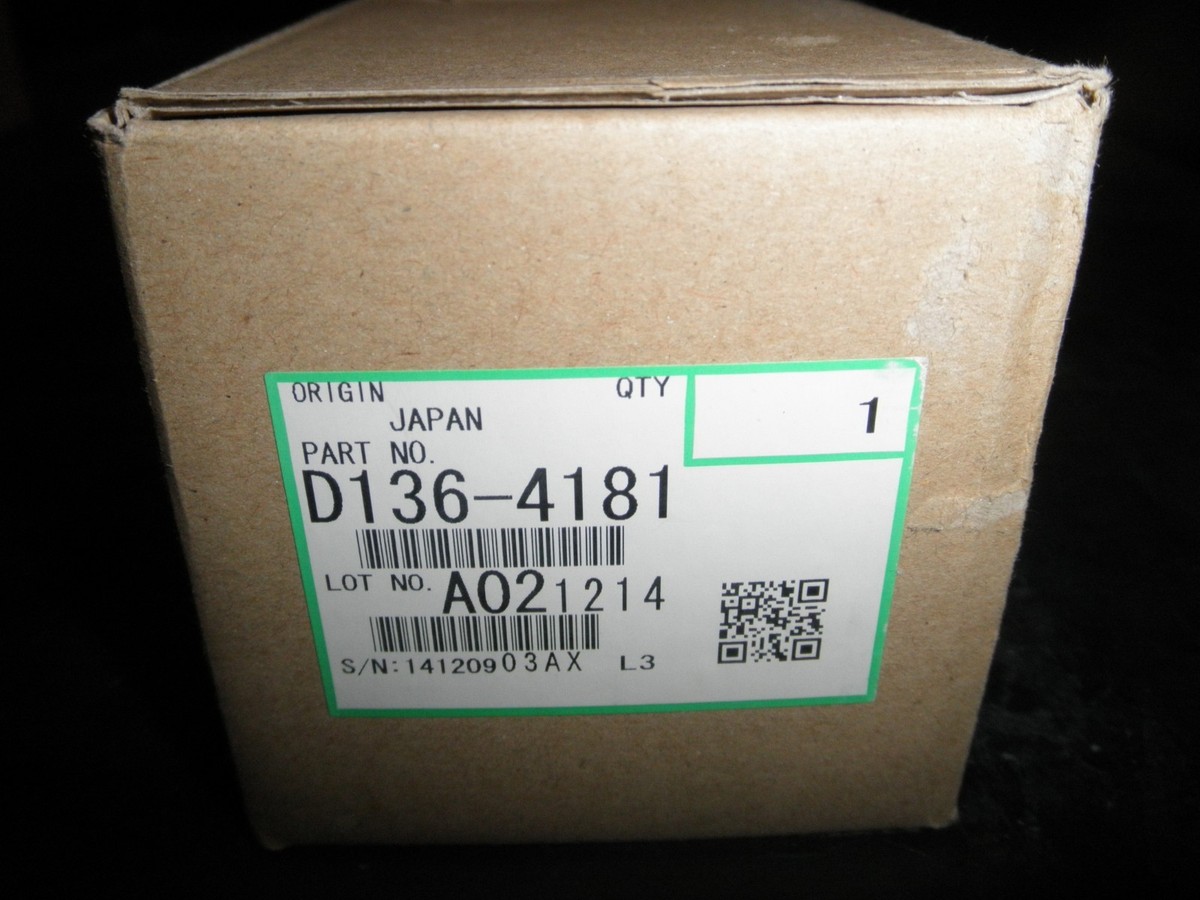 ORIGIN QTY
JAPAN 1
PART NO.
D136-4181
LOT NO. A021214
S/N:14120903AX L3